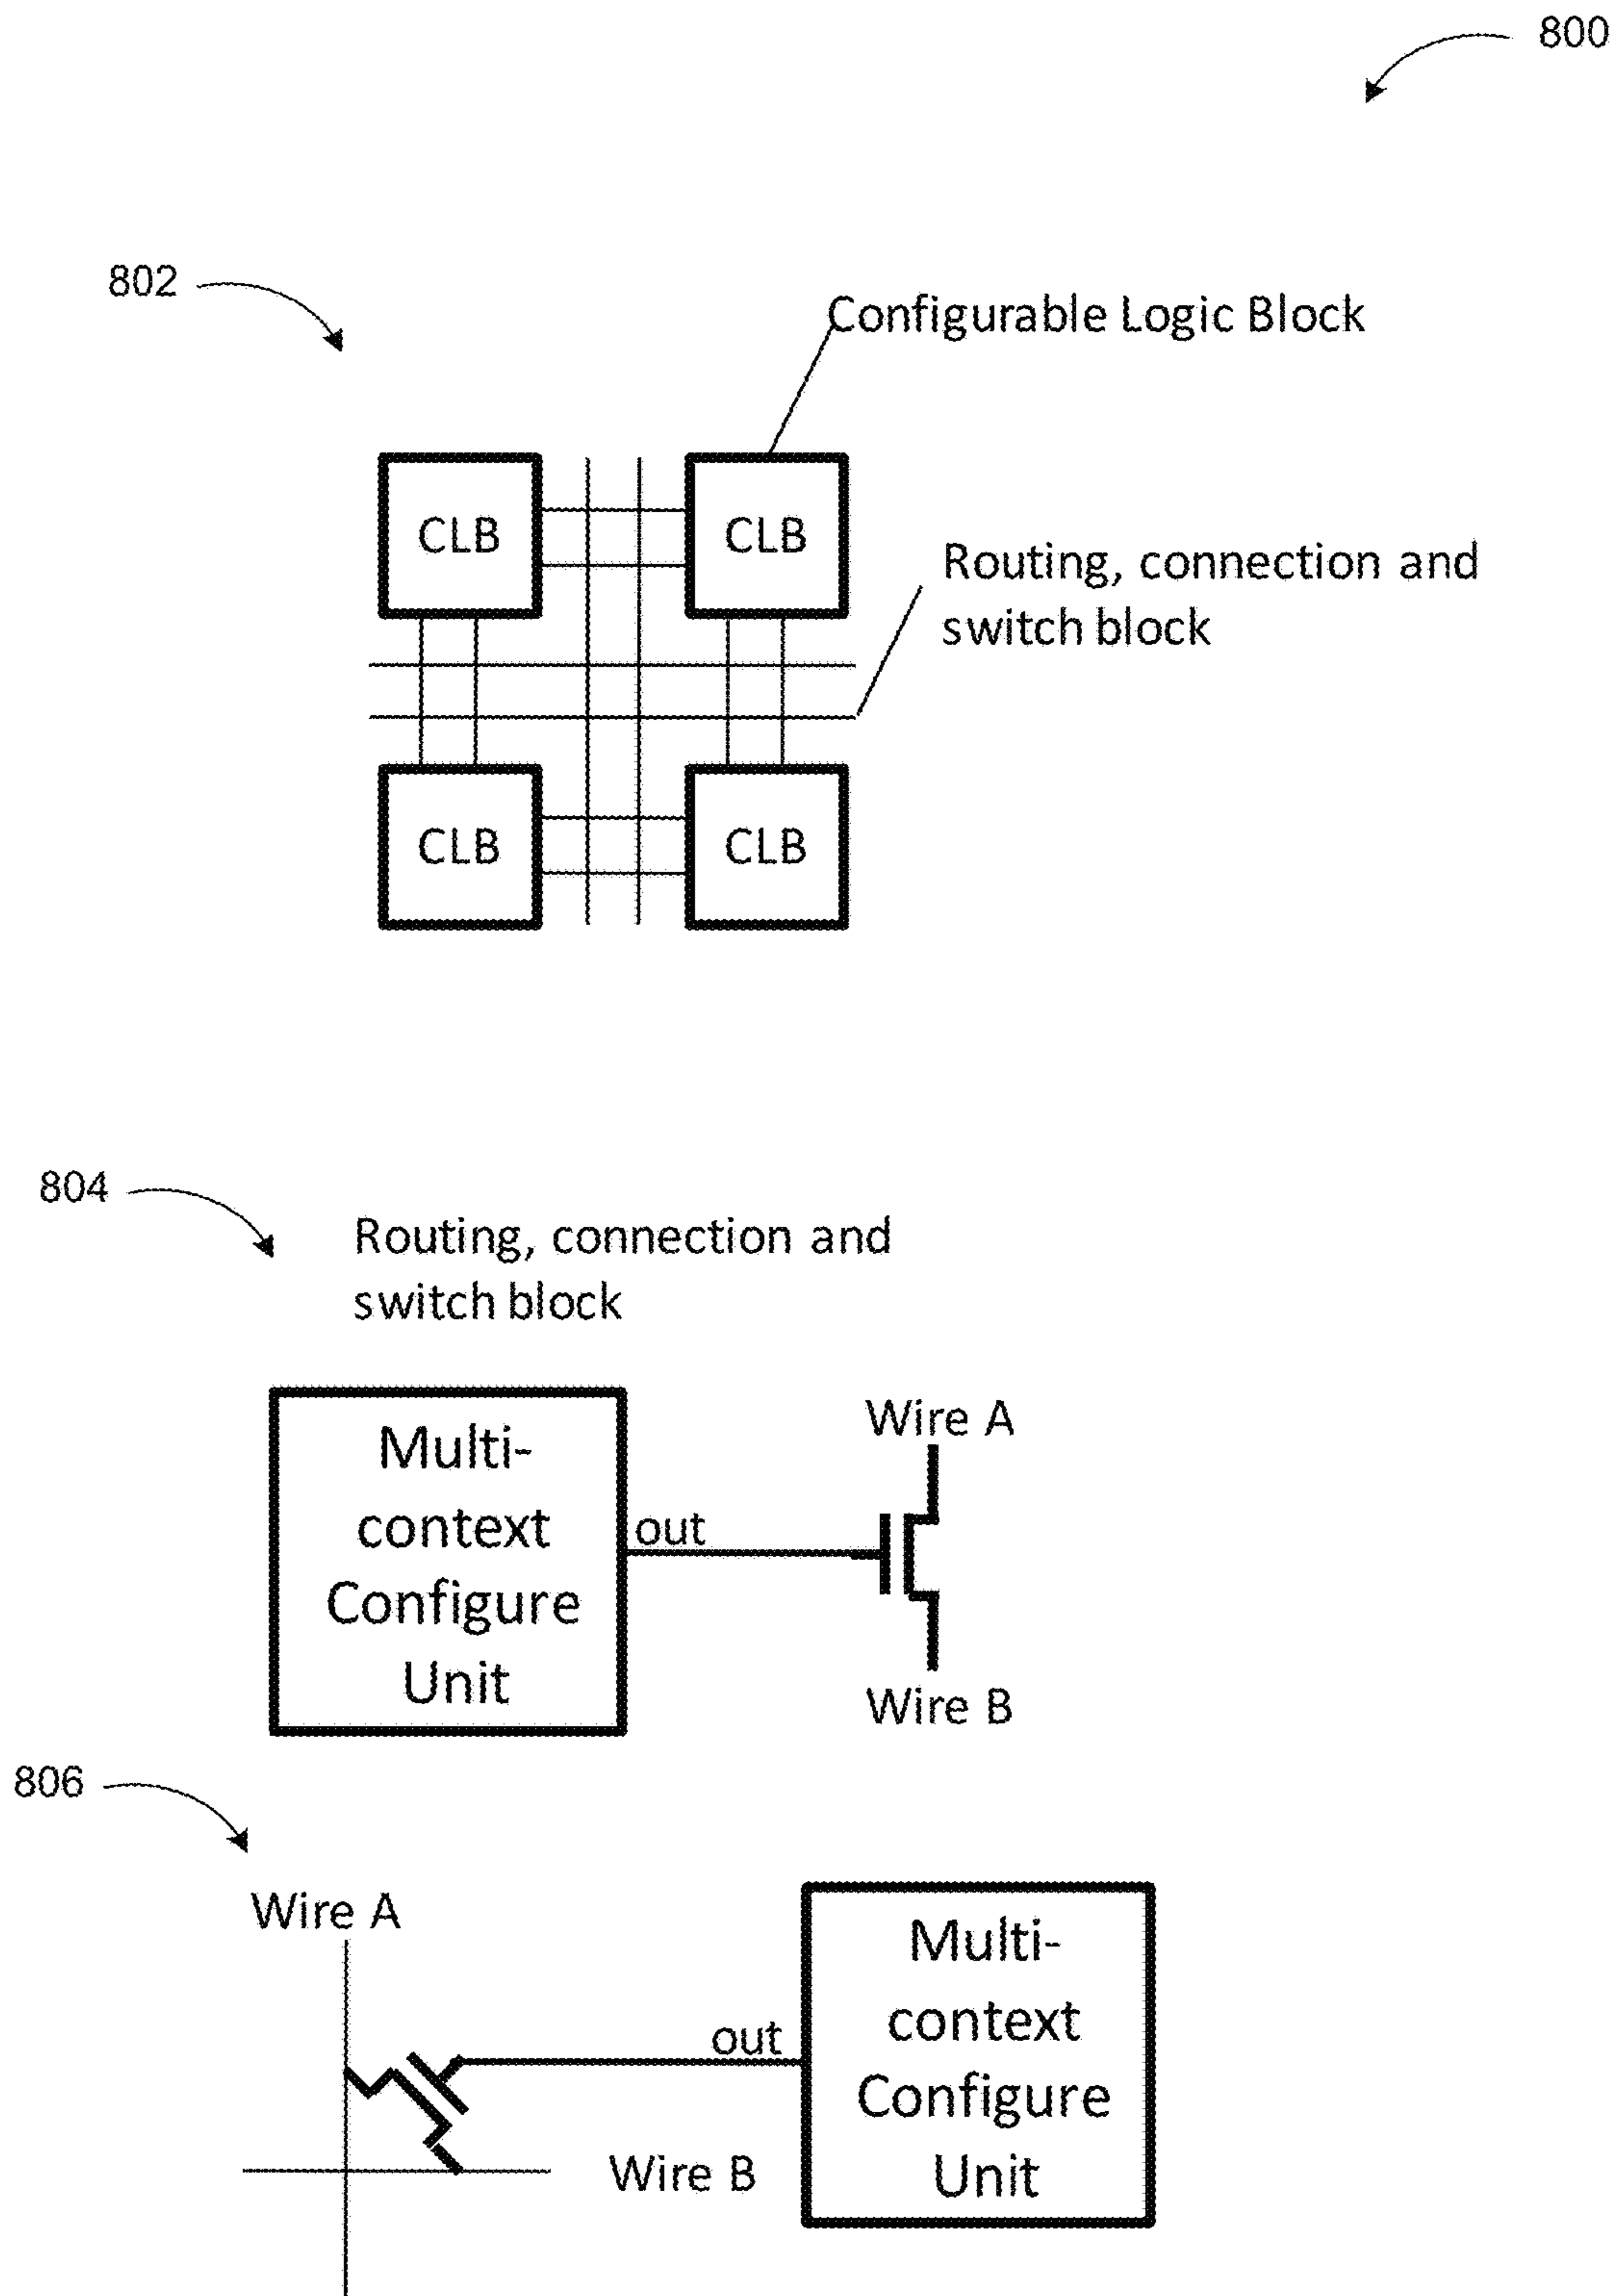 800
802
Configurable Logic Block
CLB
CLB
Routing, connection and
switch block
CLB
CLB
804
Routing, connection and
switch block
Multi-
context
Configure
Unit
out
Wire A
Wire B
806
Wire A
out
Wire B
Multi-
context
Configure
Unit